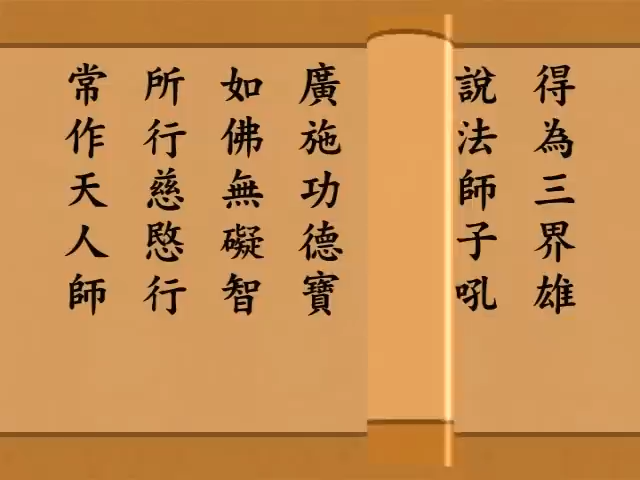 得為三界雄
說法師子吼
廣施功德寶
如佛無礙智
所行慈愍行
常作天人師